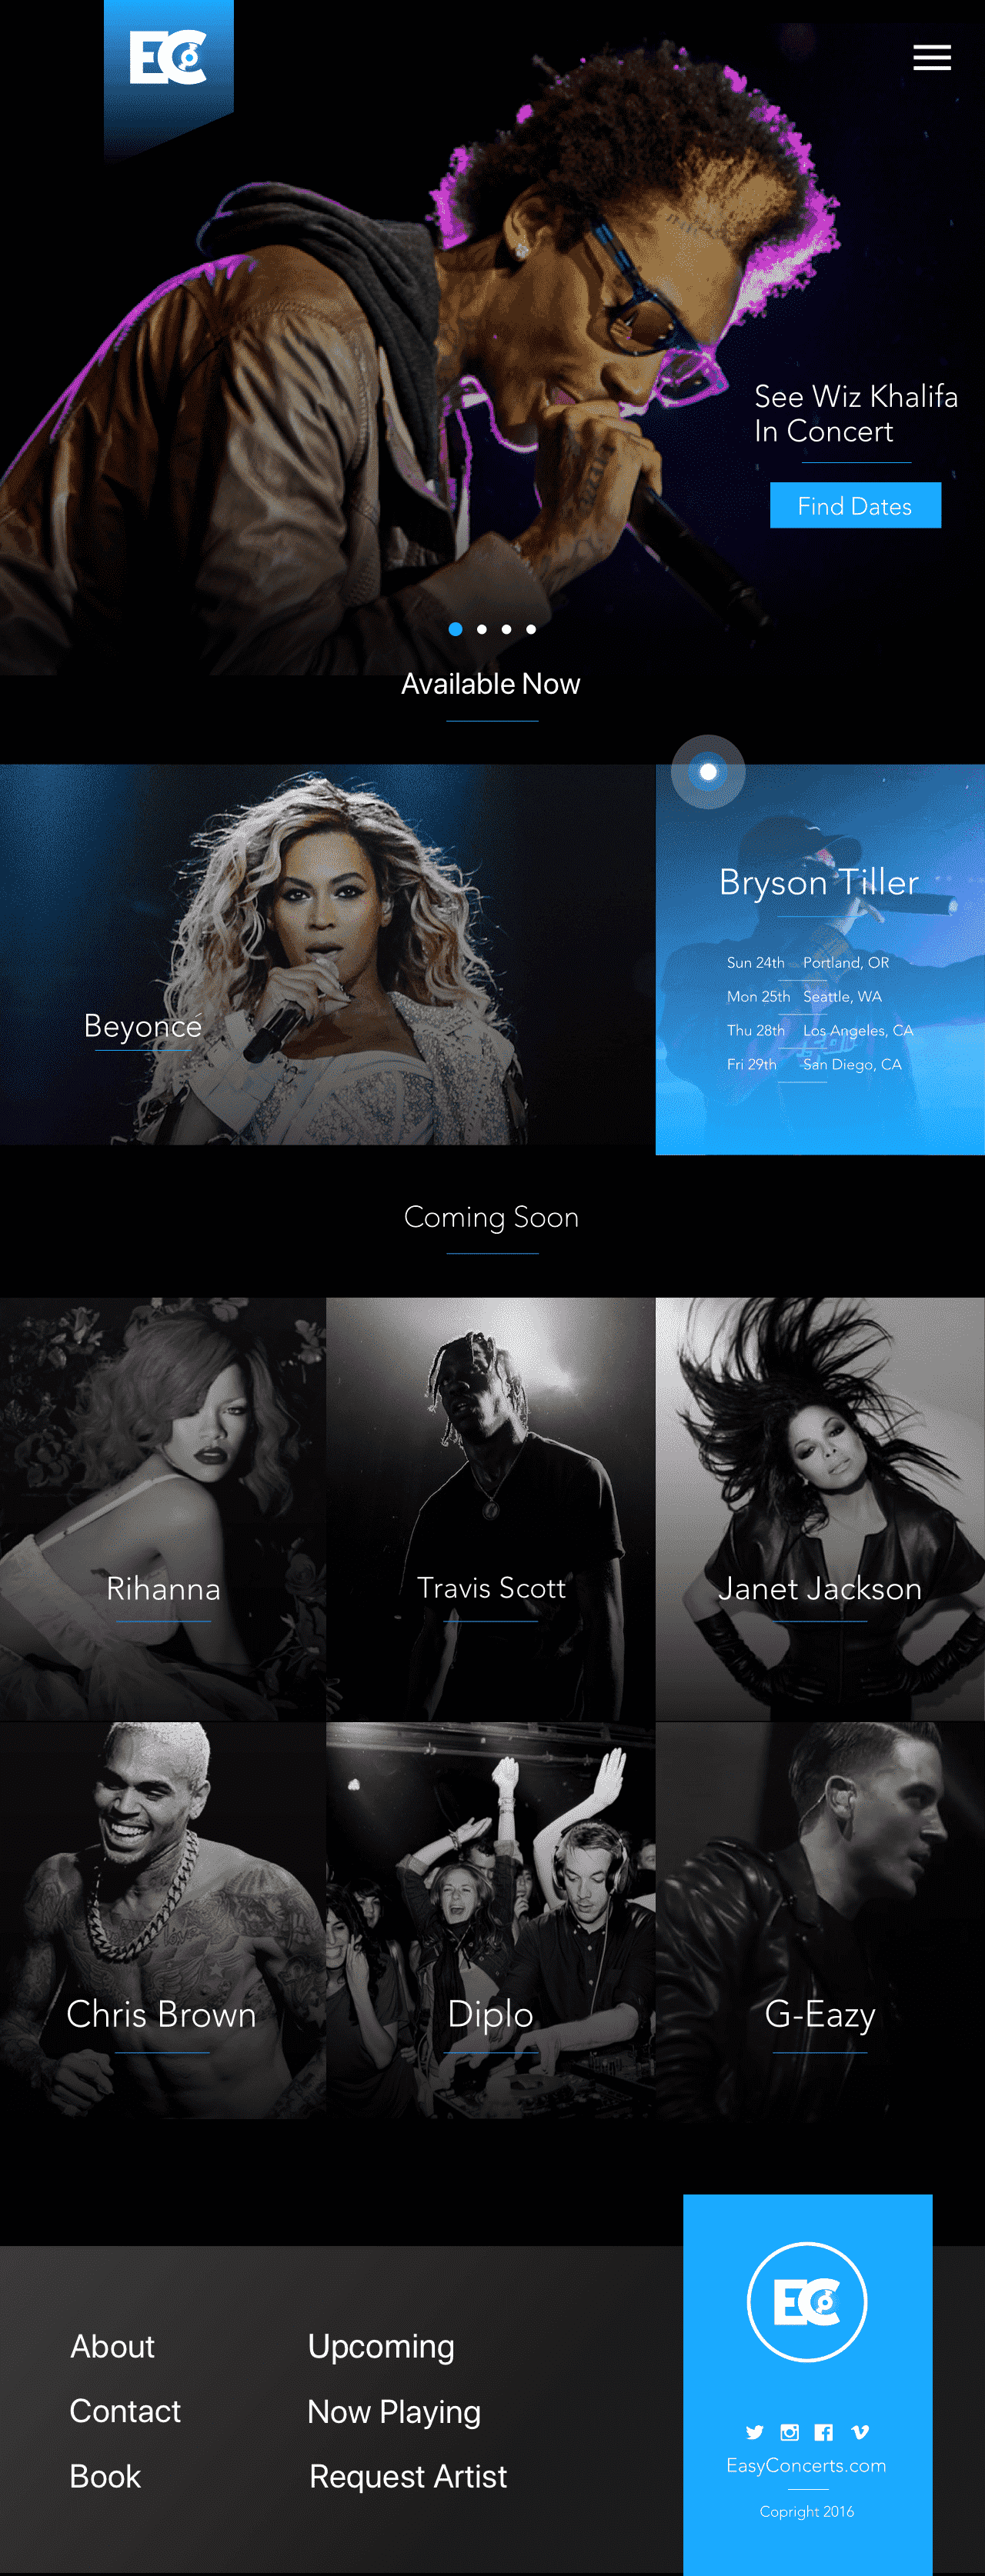 EC
See Wiz Khalifa
In Concert
Find Dates
Available Now
Beyoncé
Bryson Tiller
Sun 24th Portland, OR
Mon 25th Seattle, WA
Thu 28th Los Angeles, CA
Fri 29th San Diego, CA
Coming Soon
Rihanna
Travis Scott
Janet Jackson
Chris Brown
Diplo
G-Eazy
About
Contact
Book
Upcoming
Now Playing
Request Artist
EC
EasyConcerts.com
Copright 2016